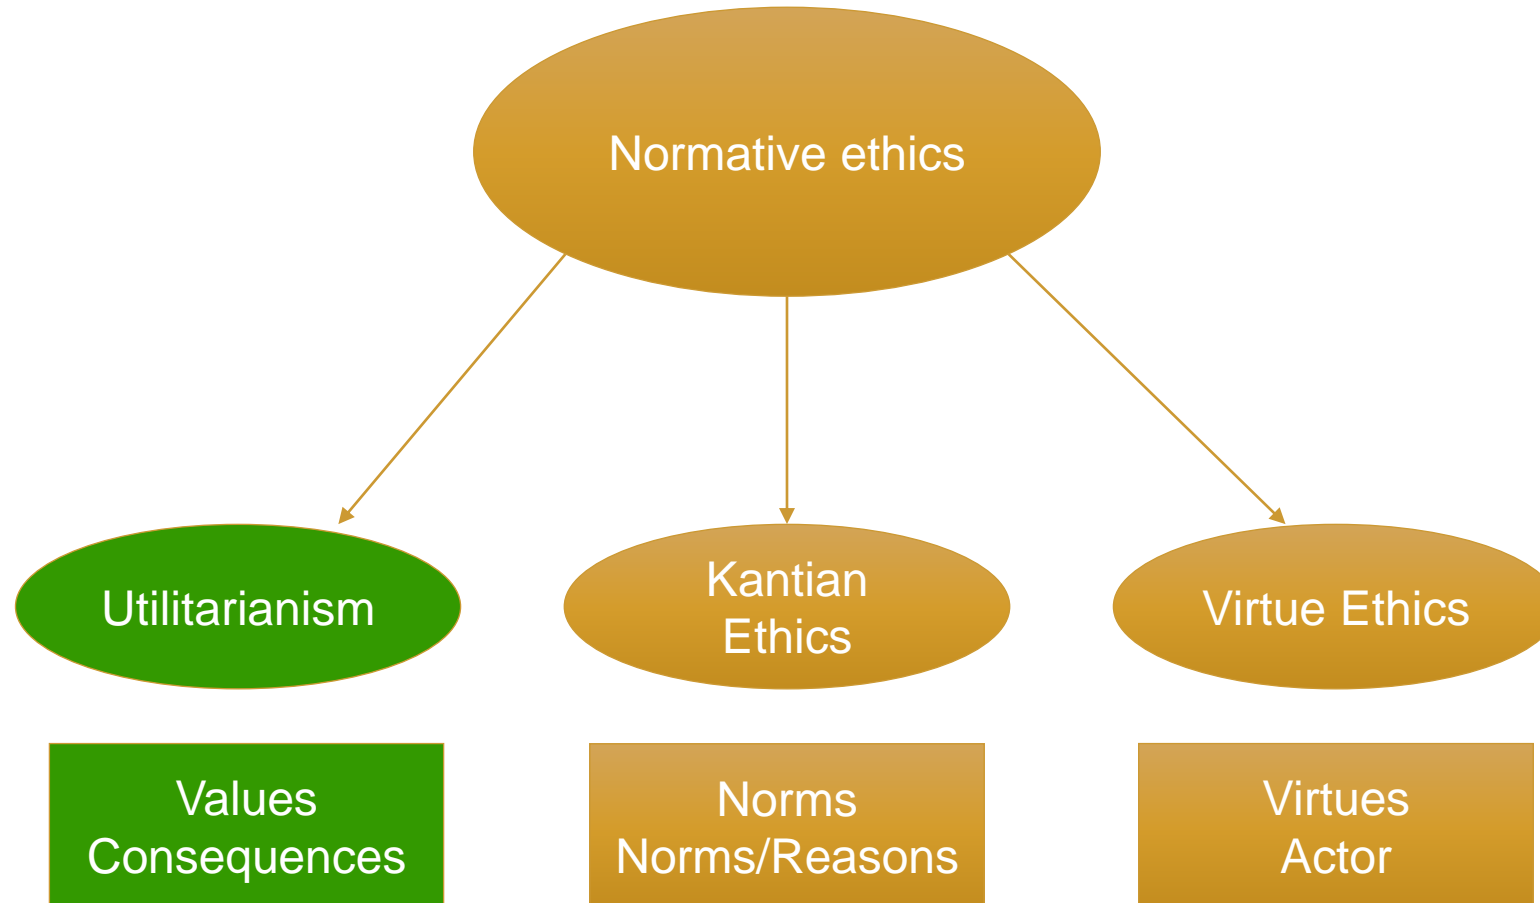 Normative ethics
Utilitarianism
Kantian
Ethics
Virtue Ethics
Values
Consequences
Norms
Norms/Reasons
Virtues
Actor